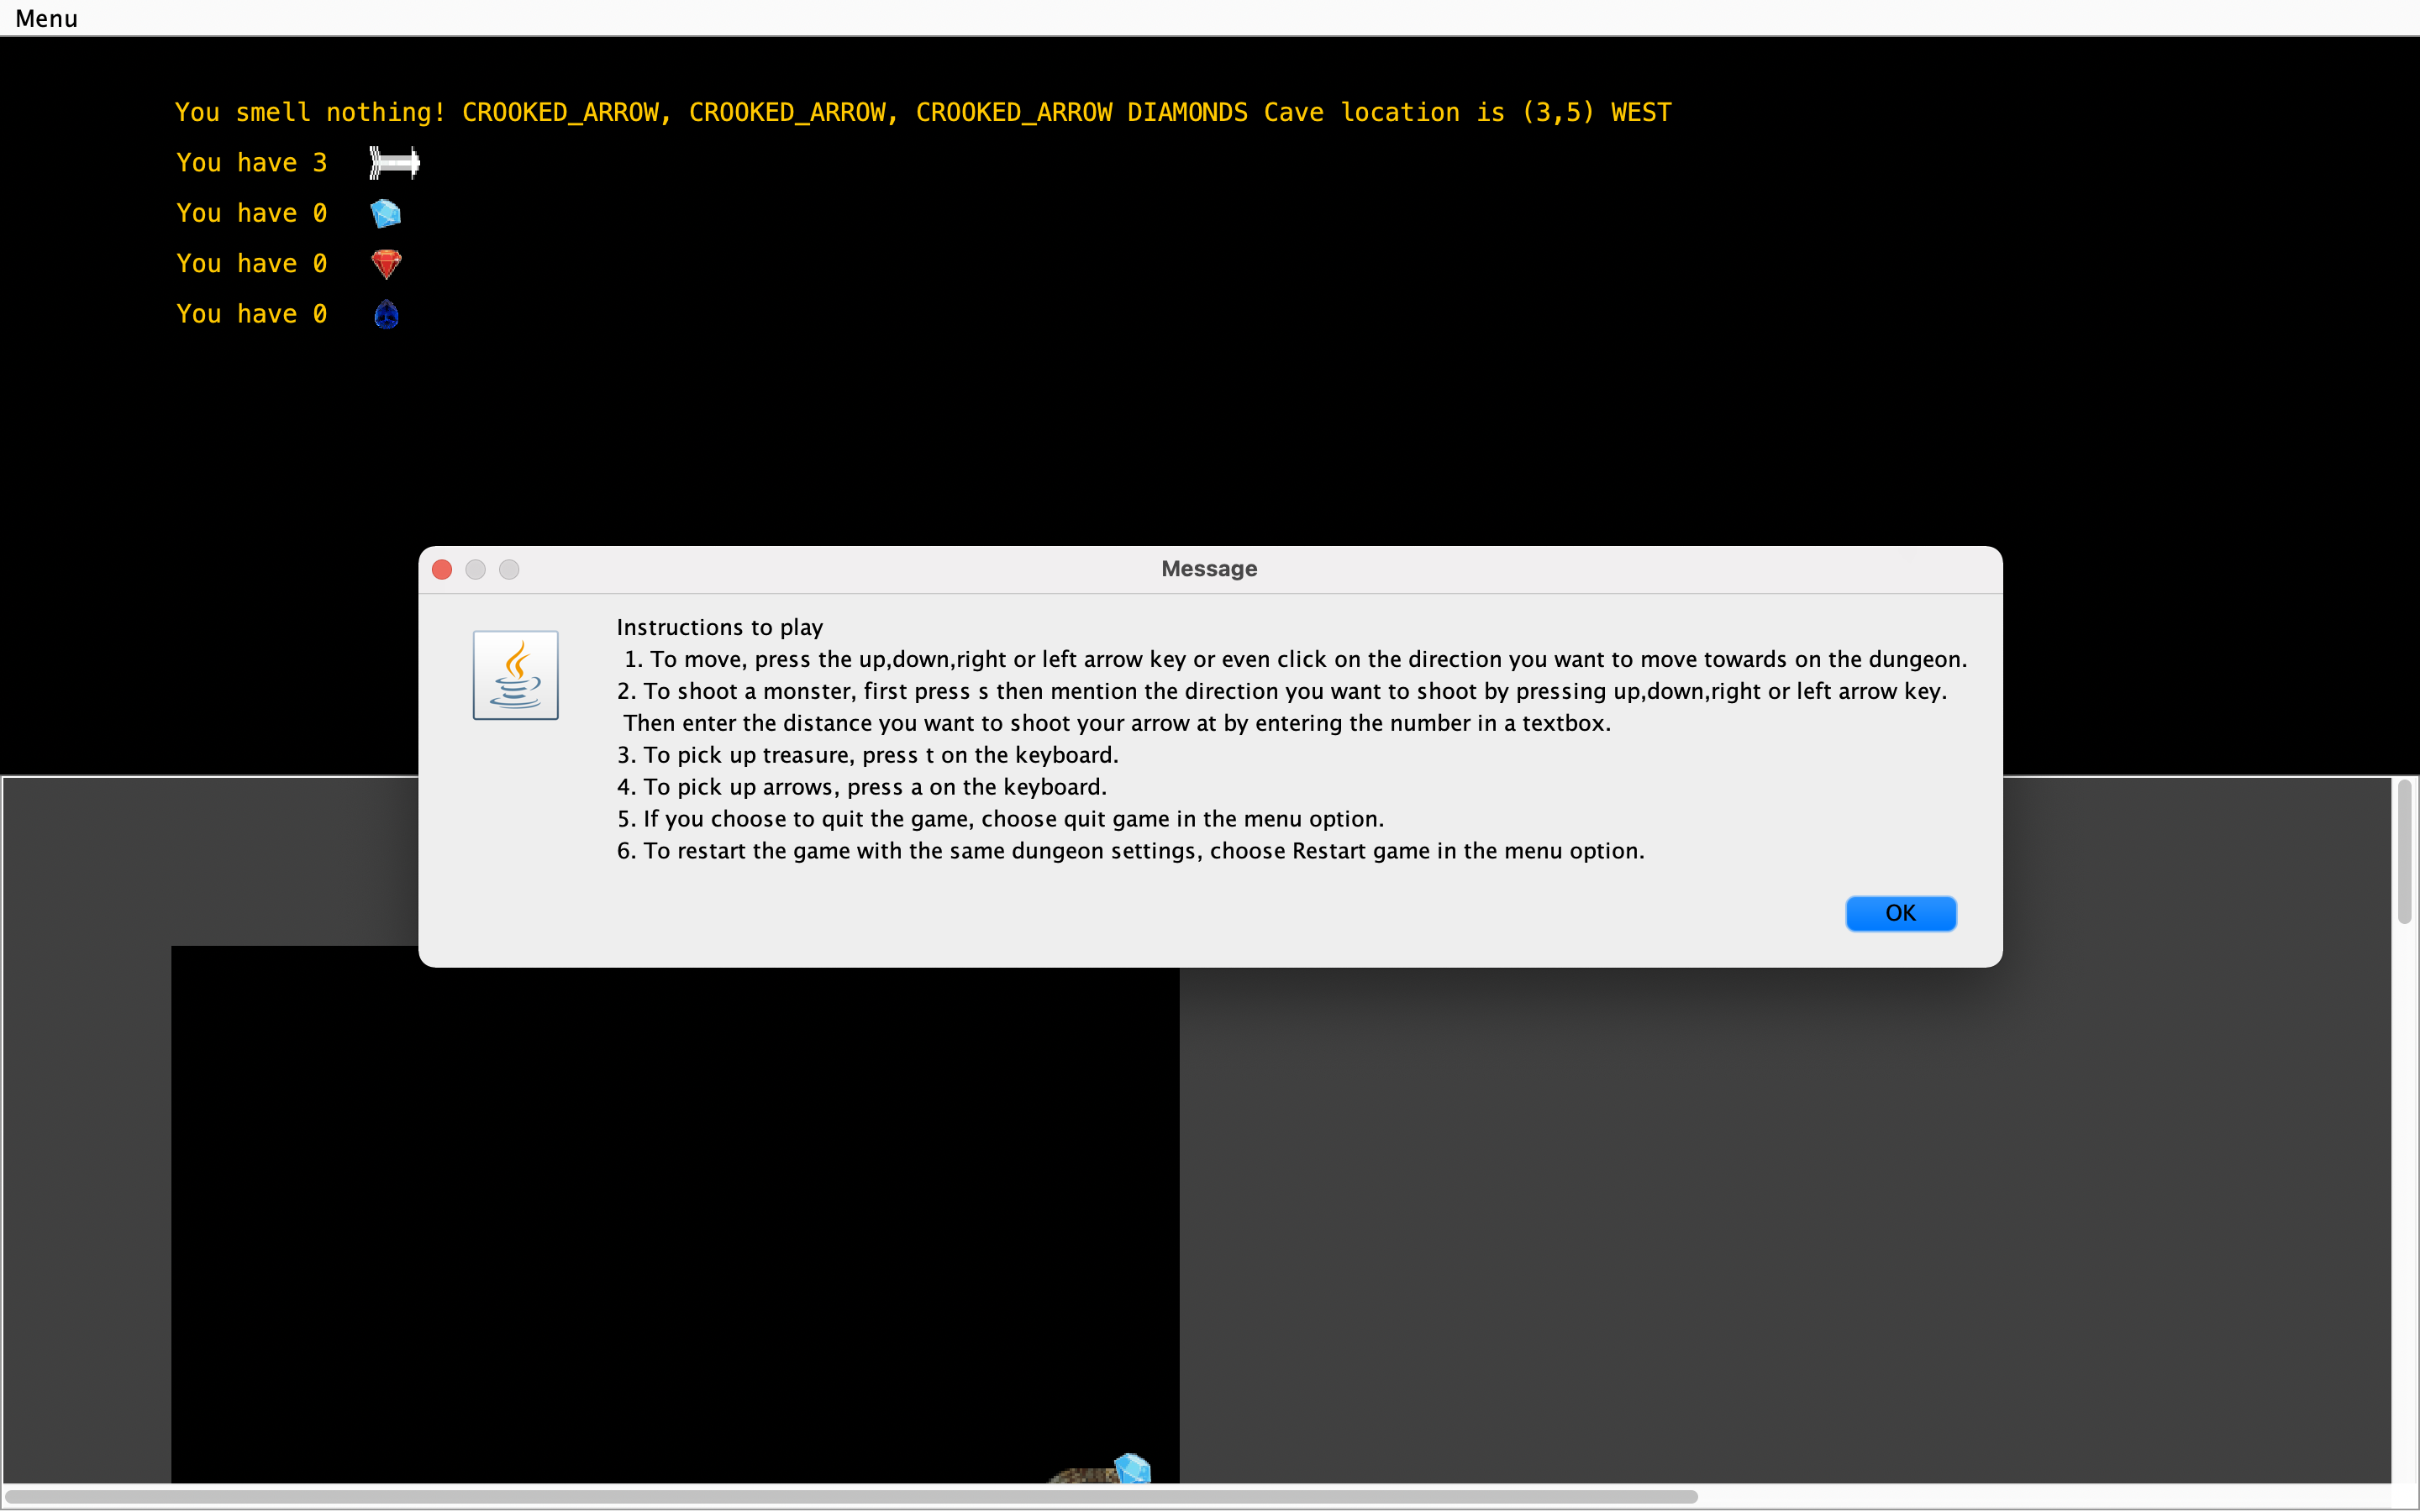 Menu
You smell nothing! CROOKED_ARROW, CROOKED_ARROW, CROOKED_ARROW DIAMONDS Cave location is (3,5) WEST
You have 3
You have 0
You have 0
You have 0
Message
Instructions to play
1. To move, press the up,down,right or left arrow key or even click on the direction you want to move towards on the dungeon.
2. To shoot a monster, first press s then mention the direction you want to shoot by pressing up,down,right or left arrow key.
Then enter the distance you want to shoot your arrow at by entering the number in a textbox.
3. To pick up treasure, press t on the keyboard.
4. To pick up arrows, press a on the keyboard.
5. If you choose to quit the game, choose quit game in the menu option.
6. To restart the game with the same dungeon settings, choose Restart game in the menu option.
OK